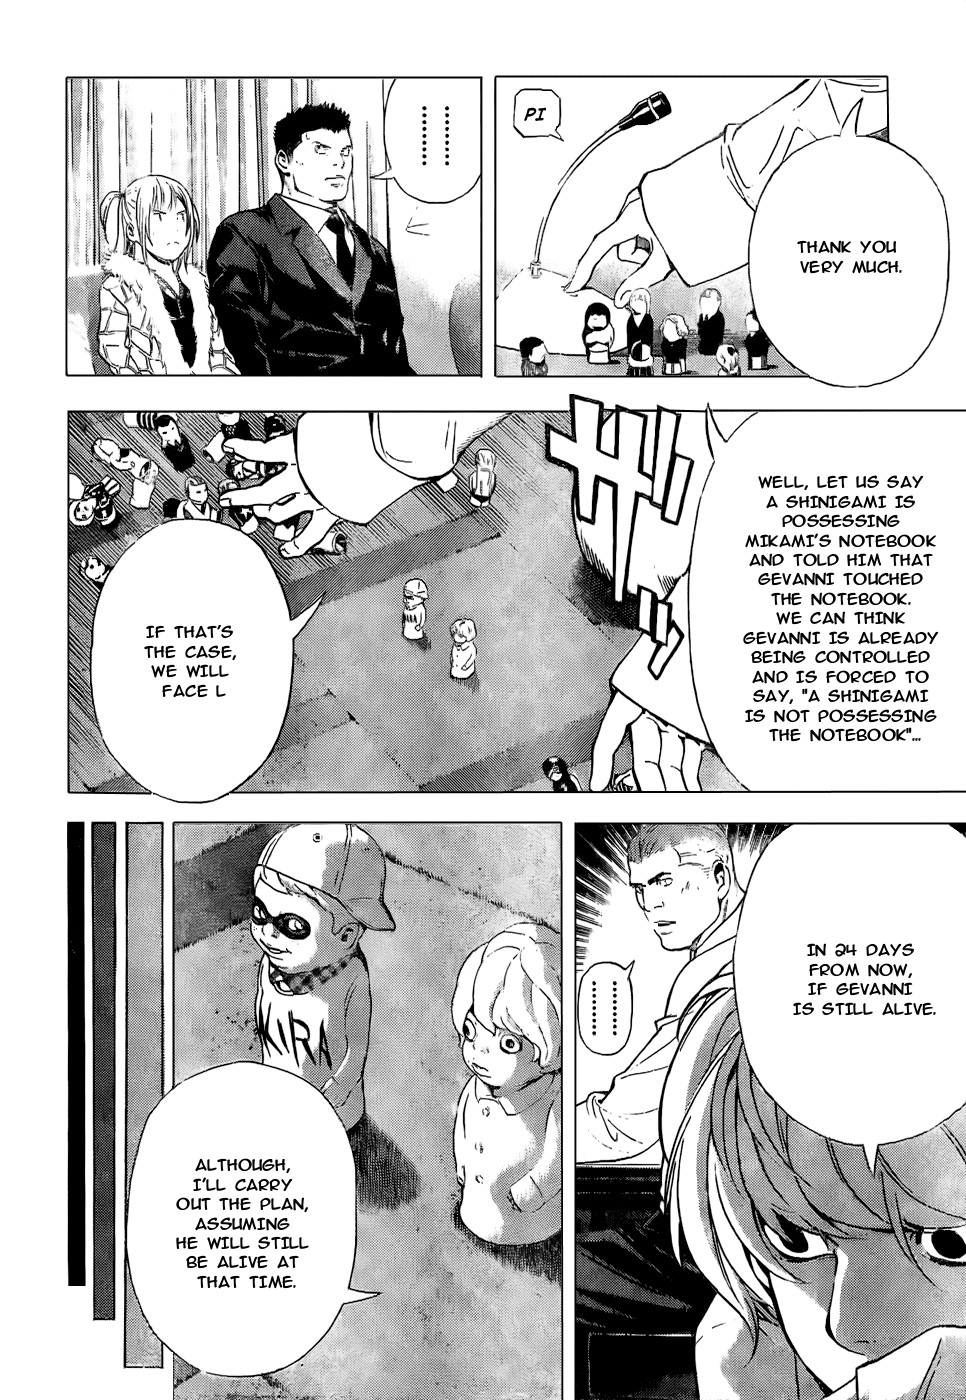 THANK YOU
VERY MUCH.
PI
‥‥‥
WELL, LET US SAY
A SHINIGAMI IS
POSSESSING
MIKAMI'S NOTEBOOK
AND TOLD HIM THAT
GEVANNI TOUCHED
THE NOTEBOOK.
WE CAN THINK
GEVANNI IS ALREADY
BEING CONTROLLED
AND IS FORCED TO
SAY, "A SHINIGAMI
IS NOT POSSESSING
THE NOTEBOOK"...
ザザッ
IF THAT'S
THE CASE,
WE WILL
FACE L
IN 24 DAYS
FROM NOW,
IF GEVANNI
IS STILL ALIVE.
‥‥‥
KIRA
ALTHOUGH,
I'LL CARRY
OUT THE PLAN,
ASSUMING
HE WILL STILL
BE ALIVE AT
THAT TIME.